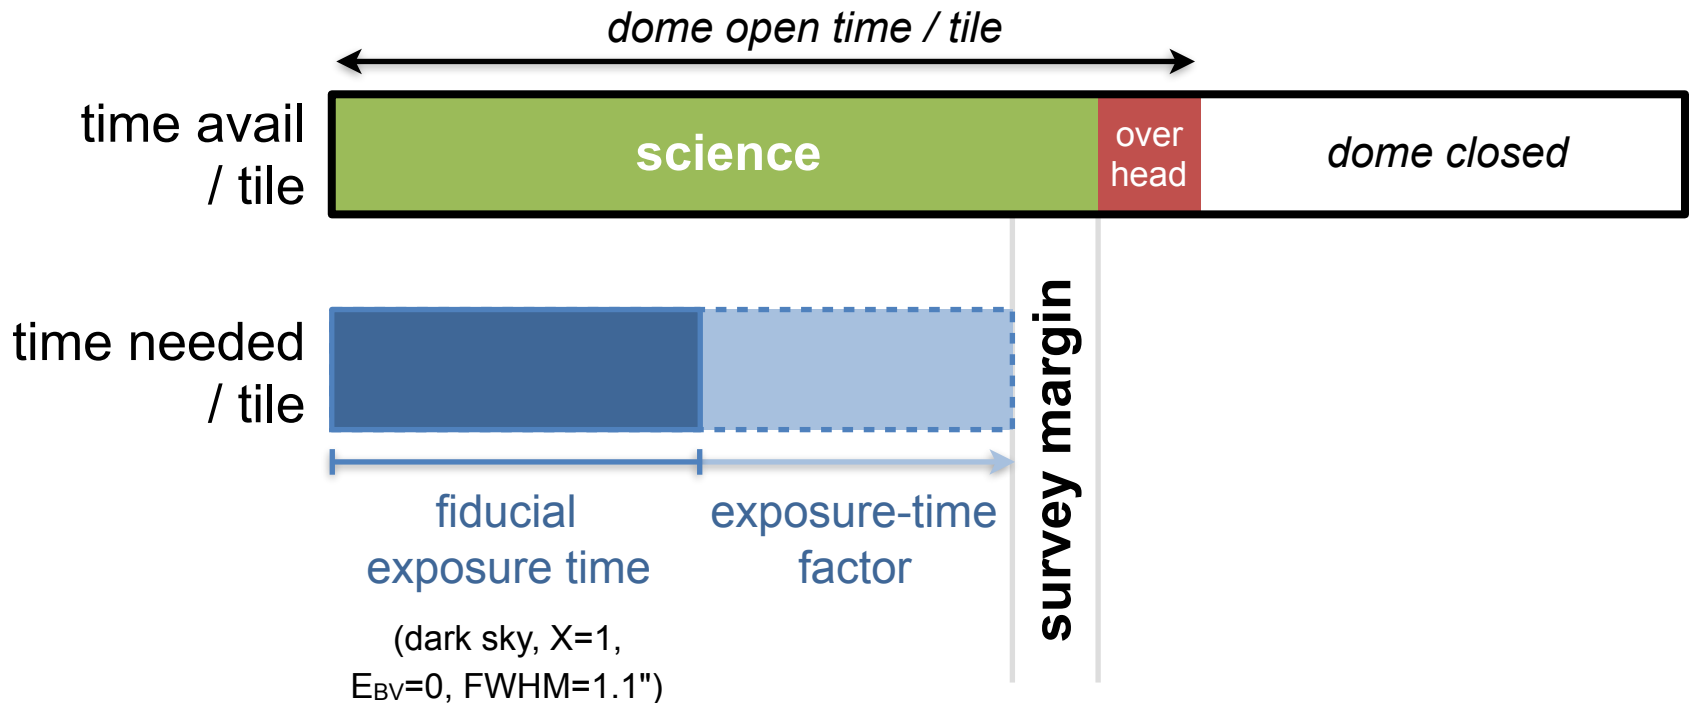 dome open time / tile
time avail
/ tile
science
over
head
dome closed
time needed
/ tile
survey margin
fiducial
exposure time
exposure-time
factor
(dark sky, X=1,
EBV=0, FWHM=1.1")